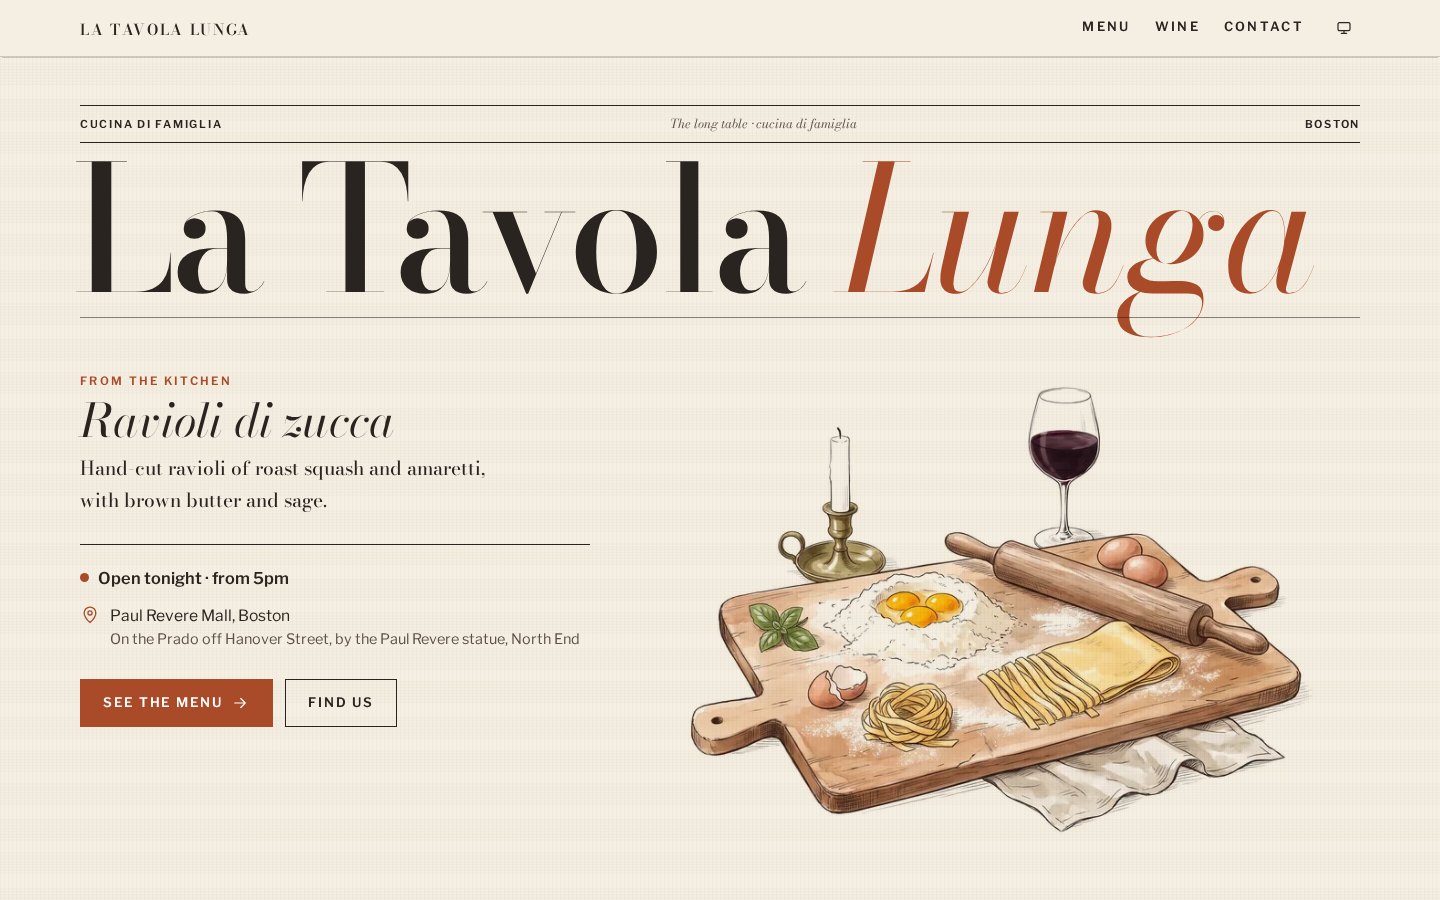 LA TAVOLA LUNGA
MENU WINE CONTACT
CUCINA DI FAMIGLIA
The long table · cucina di famiglia
BOSTON
La Tavola Lunga
FROM THE KITCHEN
Ravioli di zucca
Hand-cut ravioli of roast squash and amaretti,
with brown butter and sage.
Open tonight · from 5pm
Paul Revere Mall, Boston
On the Prado off Hanover Street, by the Paul Revere statue, North End
SEE THE MENU →
FIND US